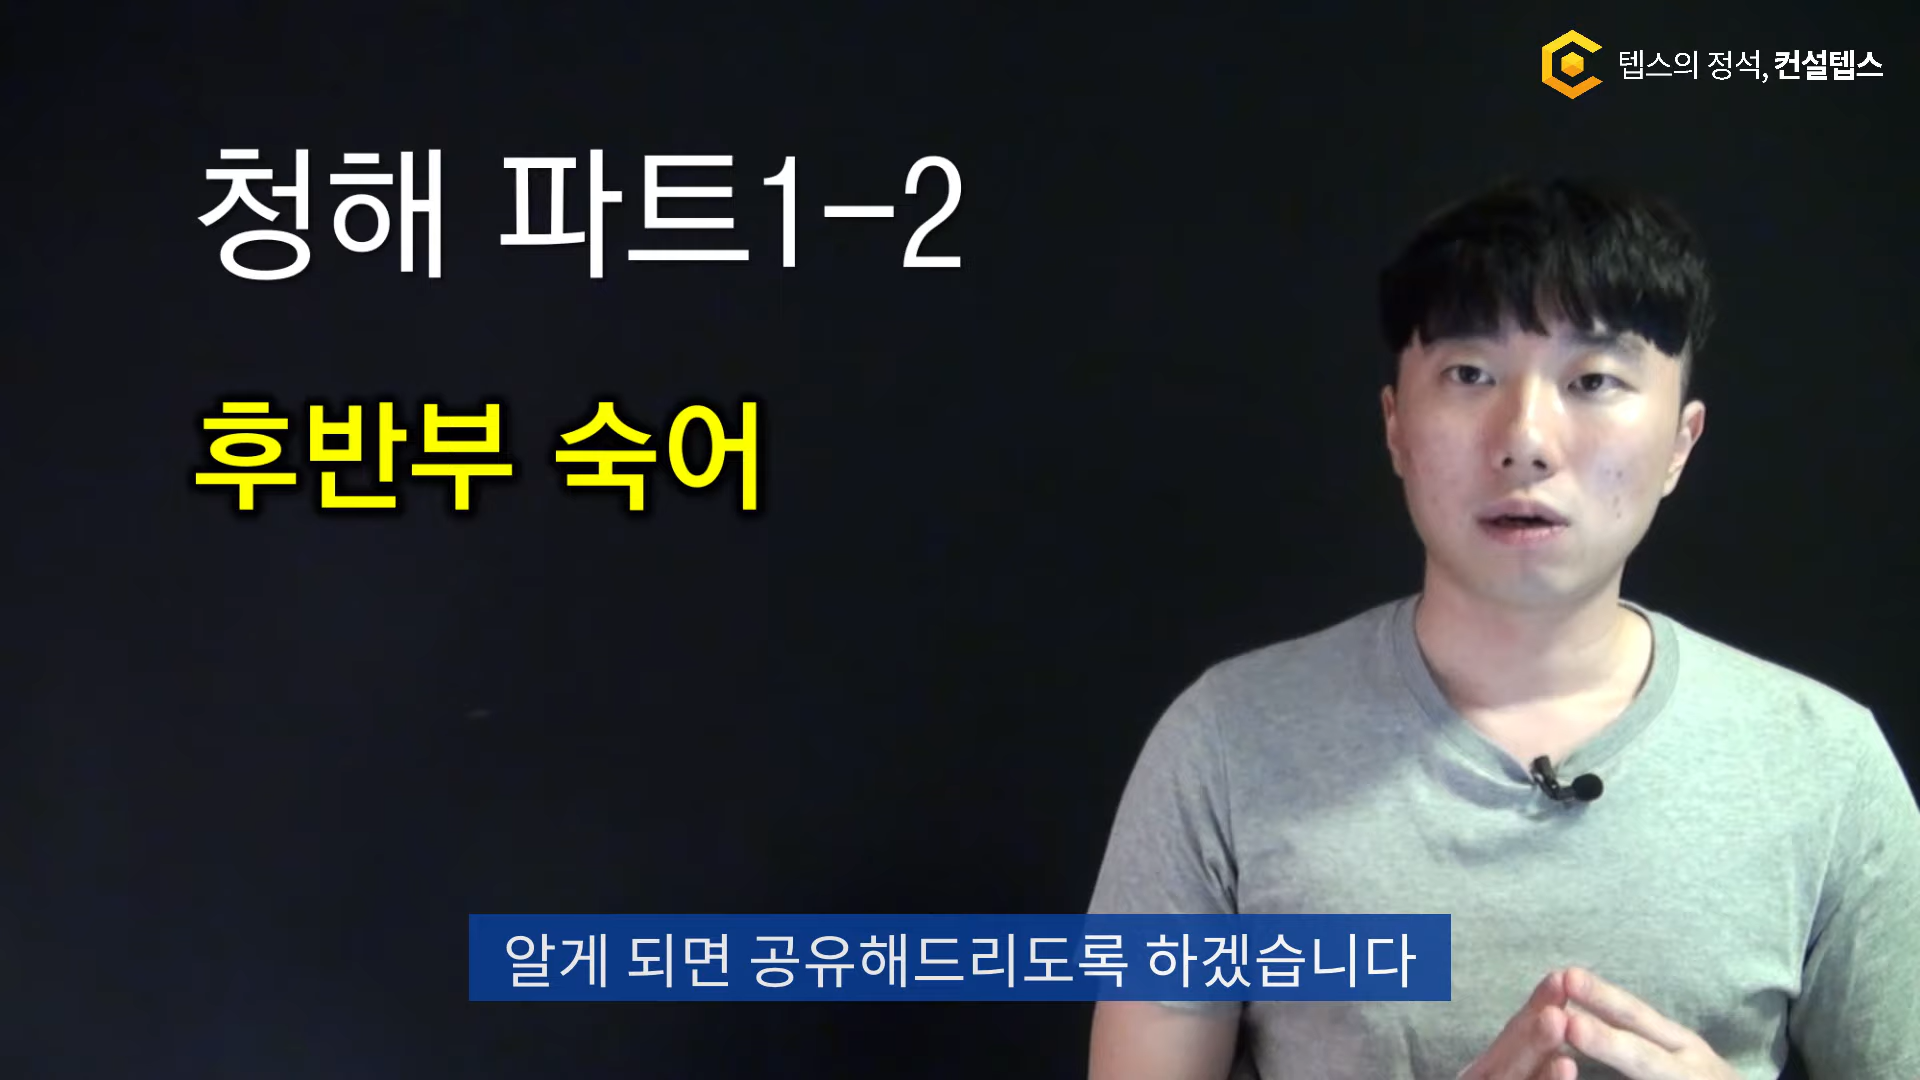 텝스의 정석, 컨설텝스
청해 파트1-2
후반부 숙어
알게 되면 공유해드리도록 하겠습니다